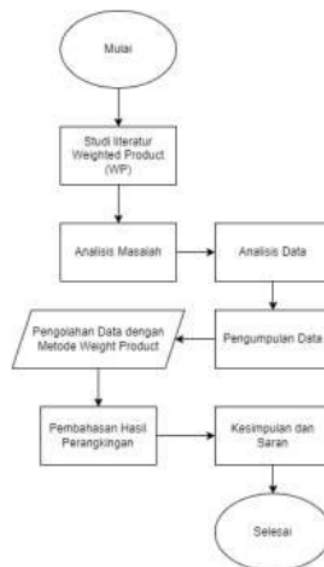 Mulai
Studi literatur
Weighted Product
(WP)
Analisis Masalah
Analisis Data
Pengumpulan Data
Pengolahan Data dengan
Metode Weight Product
Pembahasan Hasil
Perangkingan
Kesimpulan dan
Saran
Selesai